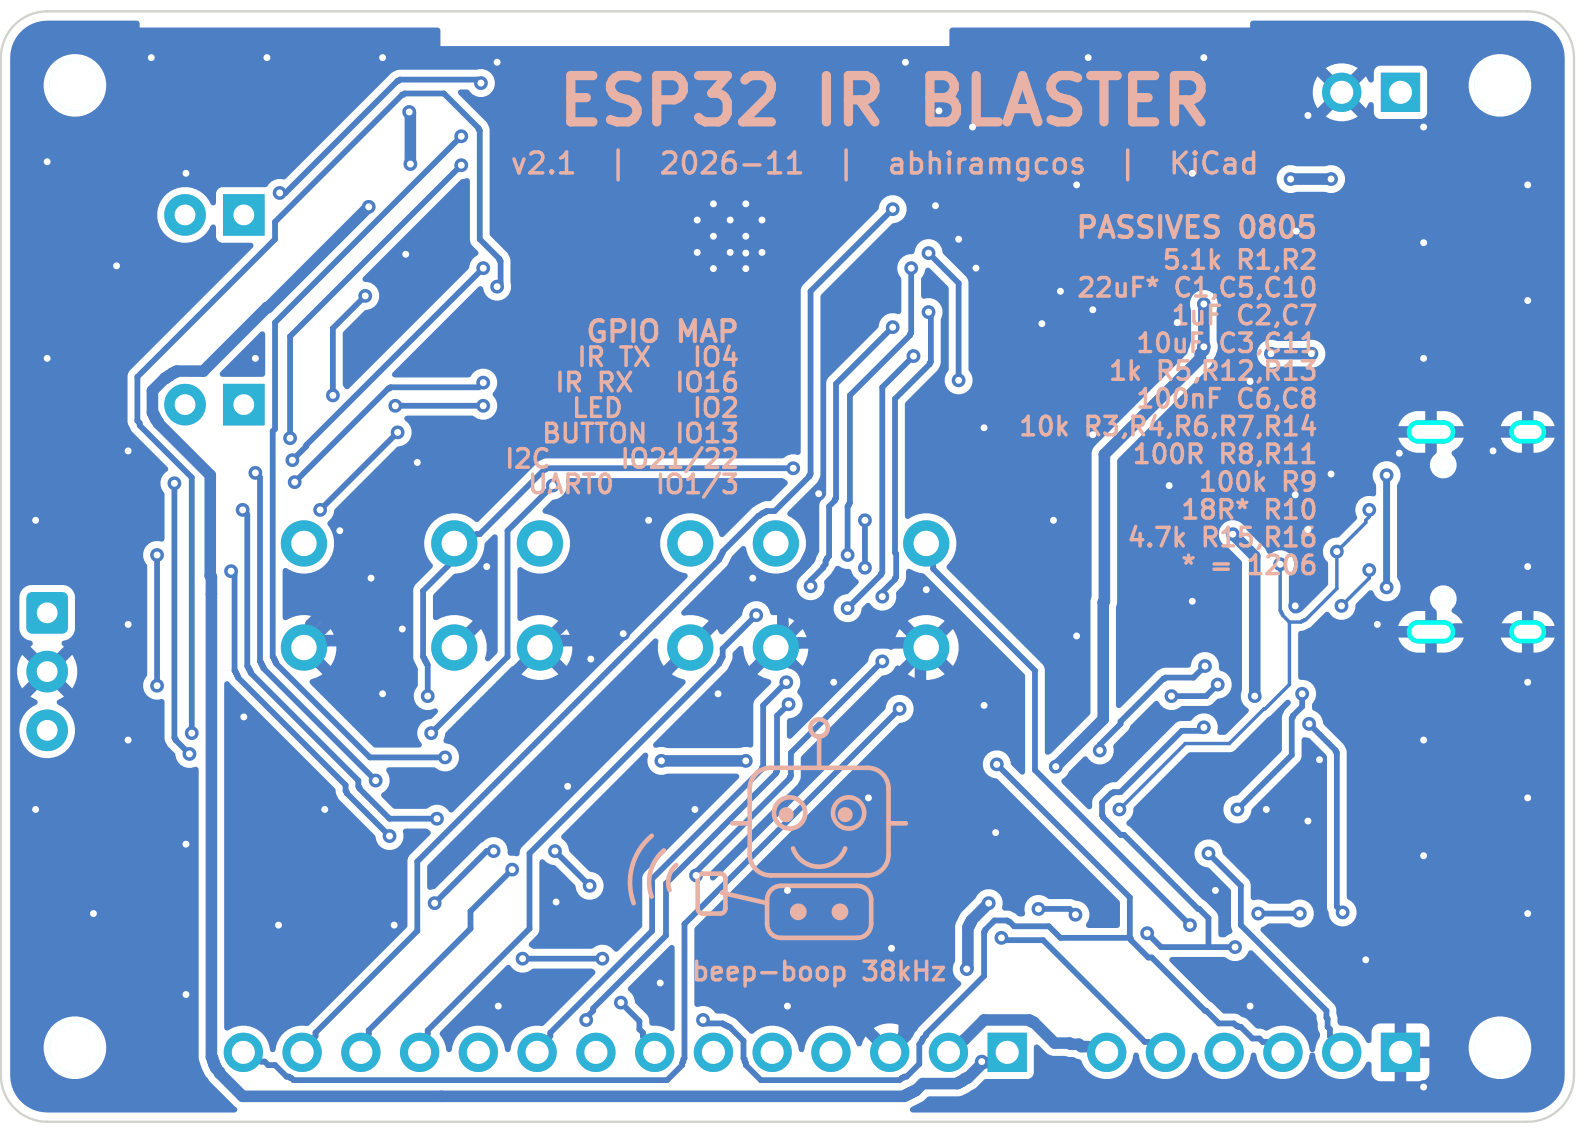 ESP32 IR BLASTER
v2.1 | 2026-11 | abhiramgcos | KiCad
PASSIVES 0805
5.1k R1,R2
22uF* C1,C5,C10
1uF C2,C7
10uF C3,C11
1k R5,R12,R13
100nF C6,C8
10k R3,R4,R6,R7,R14
100R R8,R11
100k R9
18R* R10
4.7k R15,R16
* = 1206
GPIO MAP
IR TX IO4
IR RX IO16
LED IO2
BUTTON IO13
I2C IO21/22
UART0 IO1/3
beep-boop 38kHz